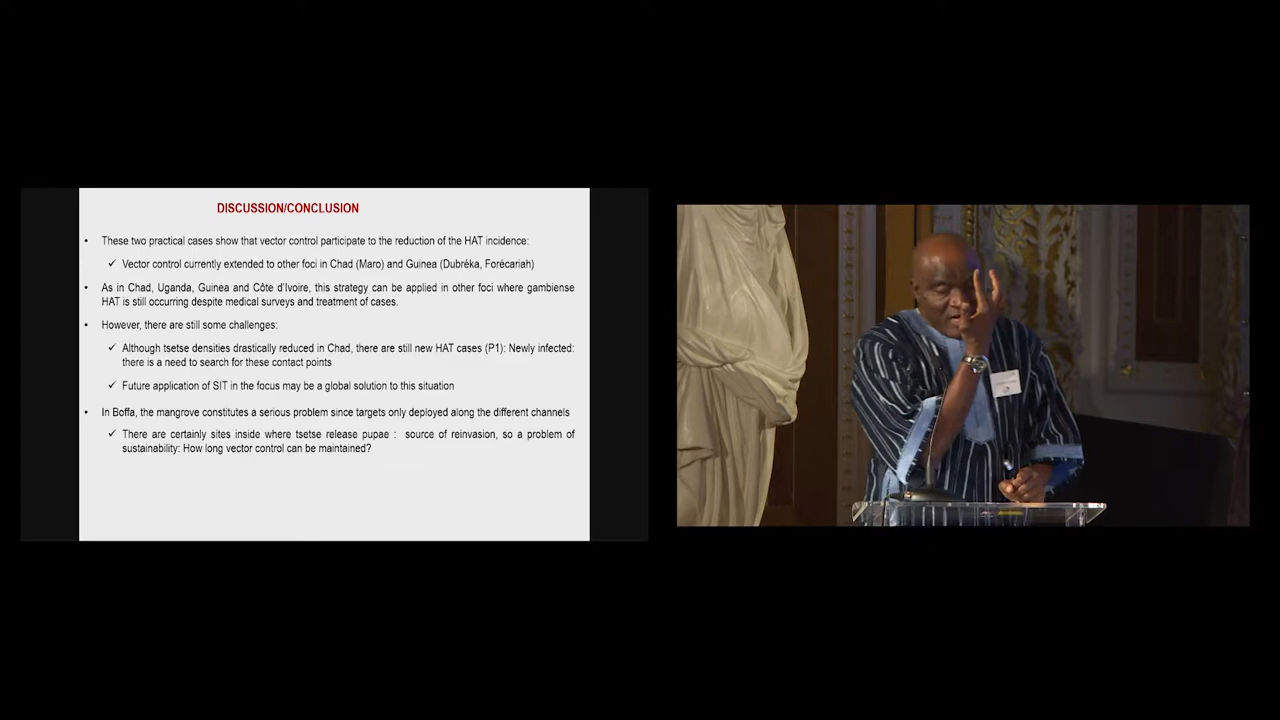 DISCUSSION/CONCLUSION
• These two practical cases show that vector control participate to the reduction of the HAT incidence:
✓ Vector control currently extended to other foci in Chad (Maro) and Guinea (Dubréka, Forécariah)
• As in Chad, Uganda, Guinea and Côte d'Ivoire, this strategy can be applied in other foci where gambiense
HAT is still occurring despite medical surveys and treatment of cases.
• However, there are still some challenges:
✓ Although tsetse densities drastically reduced in Chad, there are still new HAT cases (P1): Newly infected:
there is a need to search for these contact points
✓ Future application of SIT in the focus may be a global solution to this situation
• In Boffa, the mangrove constitutes a serious problem since targets only deployed along the different channels
✓ There are certainly sites inside where tsetse release pupae : source of reinvasion, so a problem of
sustainability: How long vector control can be maintained?